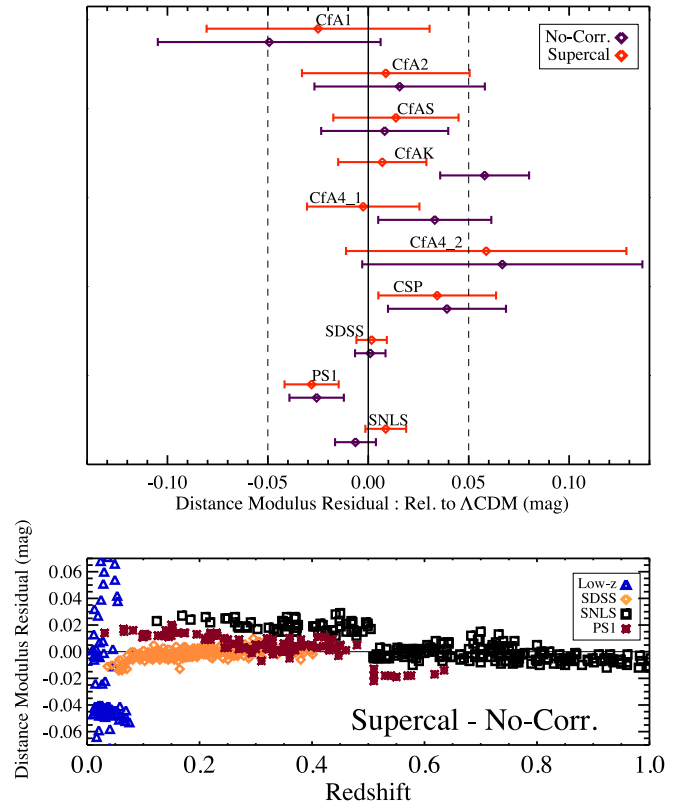 CfA1
No-Corr.
Supercal
CfA2
CfAS
CfAK
CfA4_1
CfA4_2
CSP
SDSS
PS1
SNLS
-0.10 -0.05 0.00 0.05 0.10
Distance Modulus Residual : Rel. to ΛCDM (mag)
Distance Modulus Residual (mag)
0.06
0.04
0.02
0.00
-0.02
-0.04
-0.06
Low-z
SDSS
SNLS
PS1
Supercal - No-Corr.
0.0 0.2 0.4 0.6 0.8 1.0
Redshift